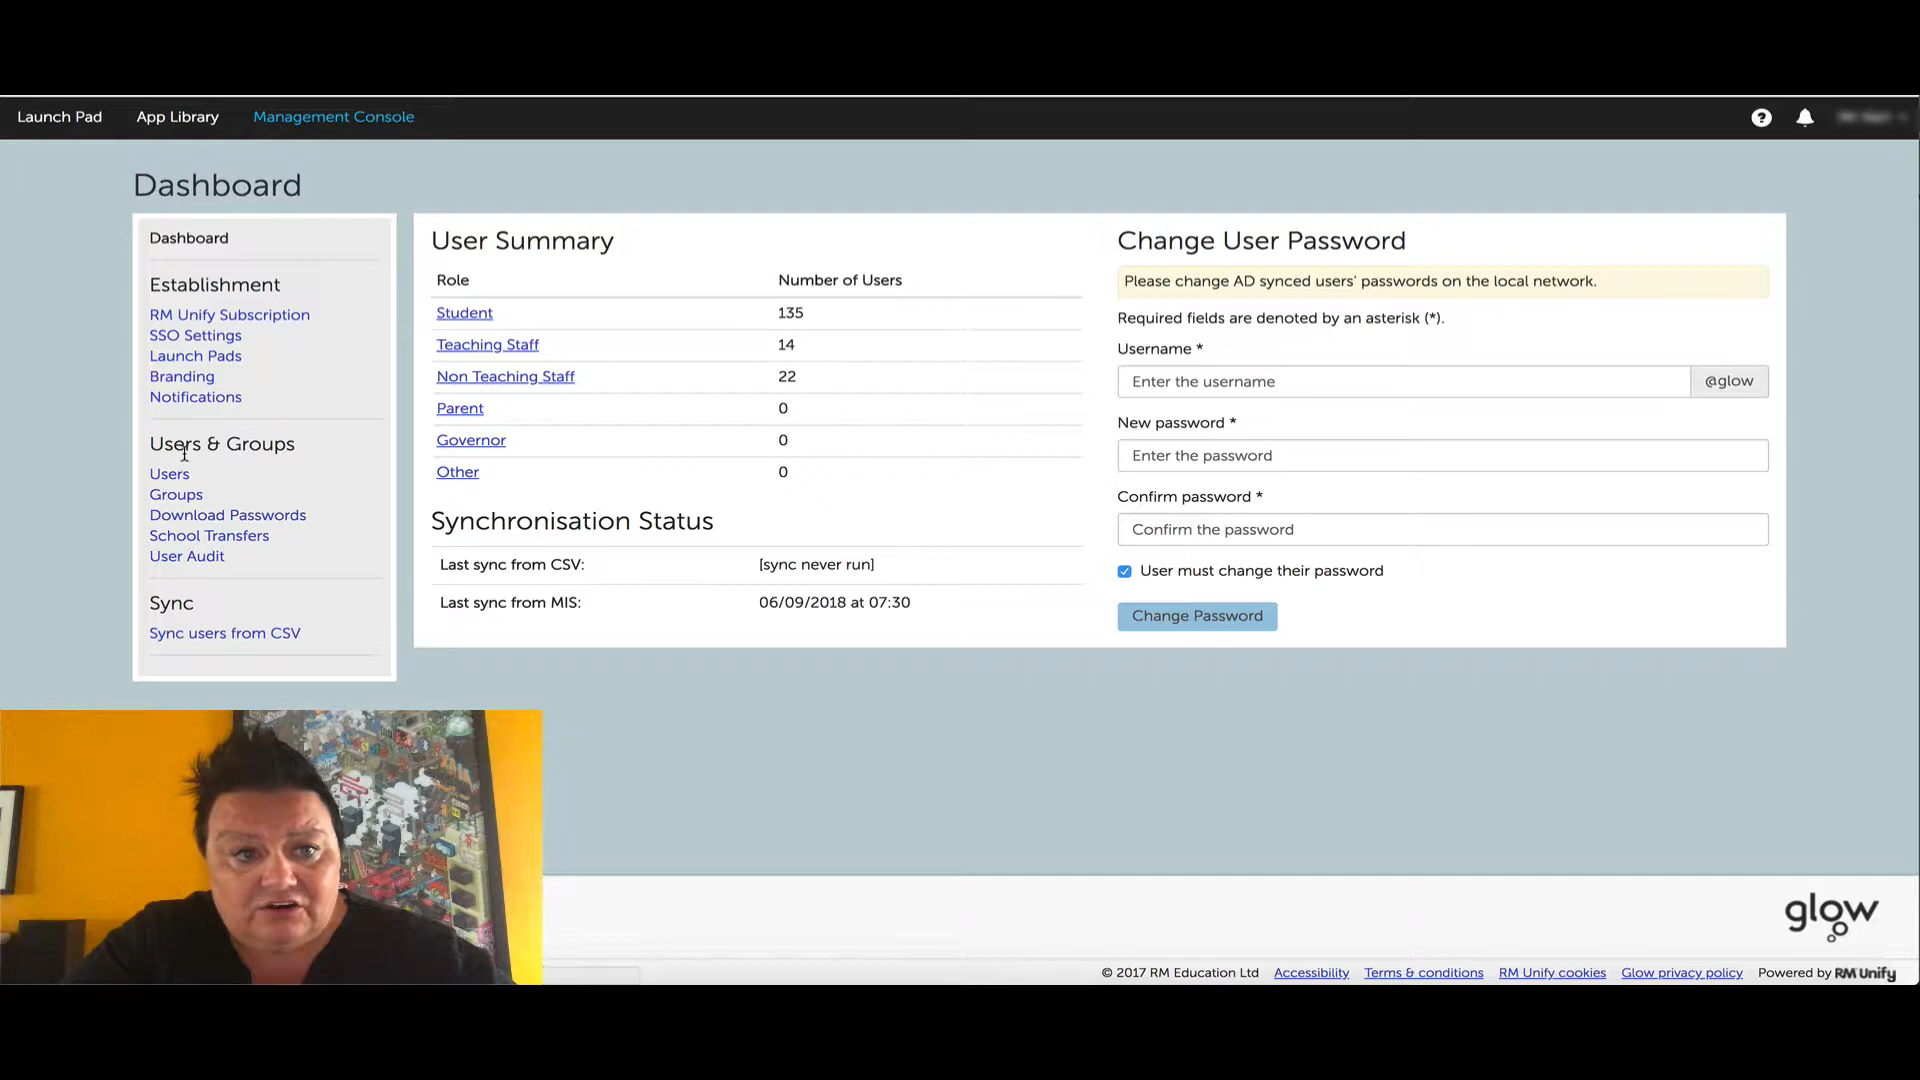 Launch Pad App Library Management Console
?
Dashboard
Dashboard
Establishment
RM Unify Subscription
SSO Settings
Launch Pads
Branding
Notifications
Users & Groups
Users
Groups
Download Passwords
School Transfers
User Audit
Sync
Sync users from CSV
User Summary
Role Number of Users
Student 135
Teaching Staff 14
Non Teaching Staff 22
Parent 0
Governor 0
Other 0
Synchronisation Status
Last sync from CSV: [sync never run]
Last sync from MIS: 06/09/2018 at 07:30
Change User Password
Please change AD synced users' passwords on the local network.
Required fields are denoted by an asterisk (*).
Username *
Enter the username @glow
New password *
Enter the password
Confirm password *
Confirm the password
User must change their password
Change Password
glow
© 2017 RM Education Ltd Accessibility Terms & conditions RM Unify cookies Glow privacy policy Powered by RM Unify